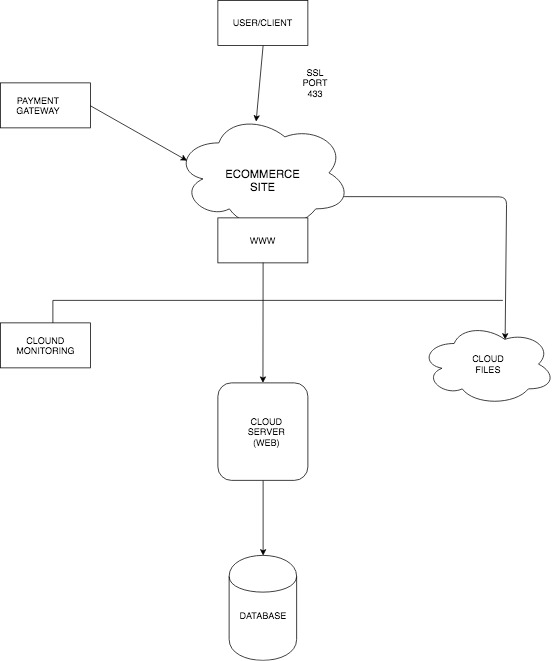 USER/CLIENT
SSL
PORT
433
PAYMENT
GATEWAY
ECOMMERCE
SITE
WWW
CLOUND
MONITORING
CLOUD
FILES
CLOUD
SERVER
(WEB)
DATABASE